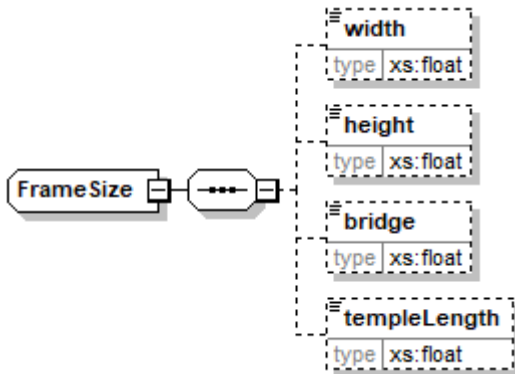 width
type xs:float
height
type xs:float
FrameSize
bridge
type xs:float
templeLength
type xs:float